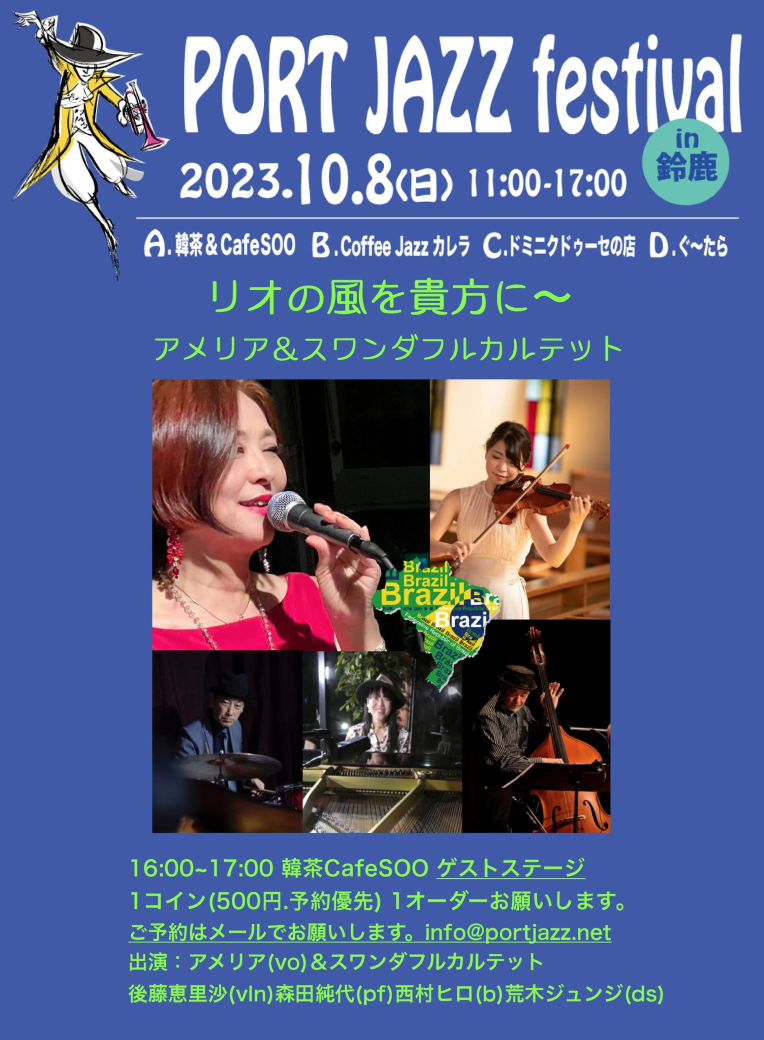 PORT JAZZ festival
in
鈴鹿
2023.10.8(日) 11:00-17:00
A.韓茶&CafeSOO B.Coffee Jazz カレラ C.ドミニクドゥーセの店 D.ぐ〜たら
リオの風を貴方に〜
アメリア＆スワンダフルカルテット
Brazil
Brazil
Brazil
Brazil
16:00~17:00 韓茶CafeSOO ゲストステージ
1コイン(500円.予約優先) 1オーダーお願いします。
ご予約はメールでお願いします。info@portjazz.net
出演：アメリア(vo)＆スワンダフルカルテット
後藤恵里沙(vln)森田純代(pf)西村ヒロ(b)荒木ジュンジ(ds)